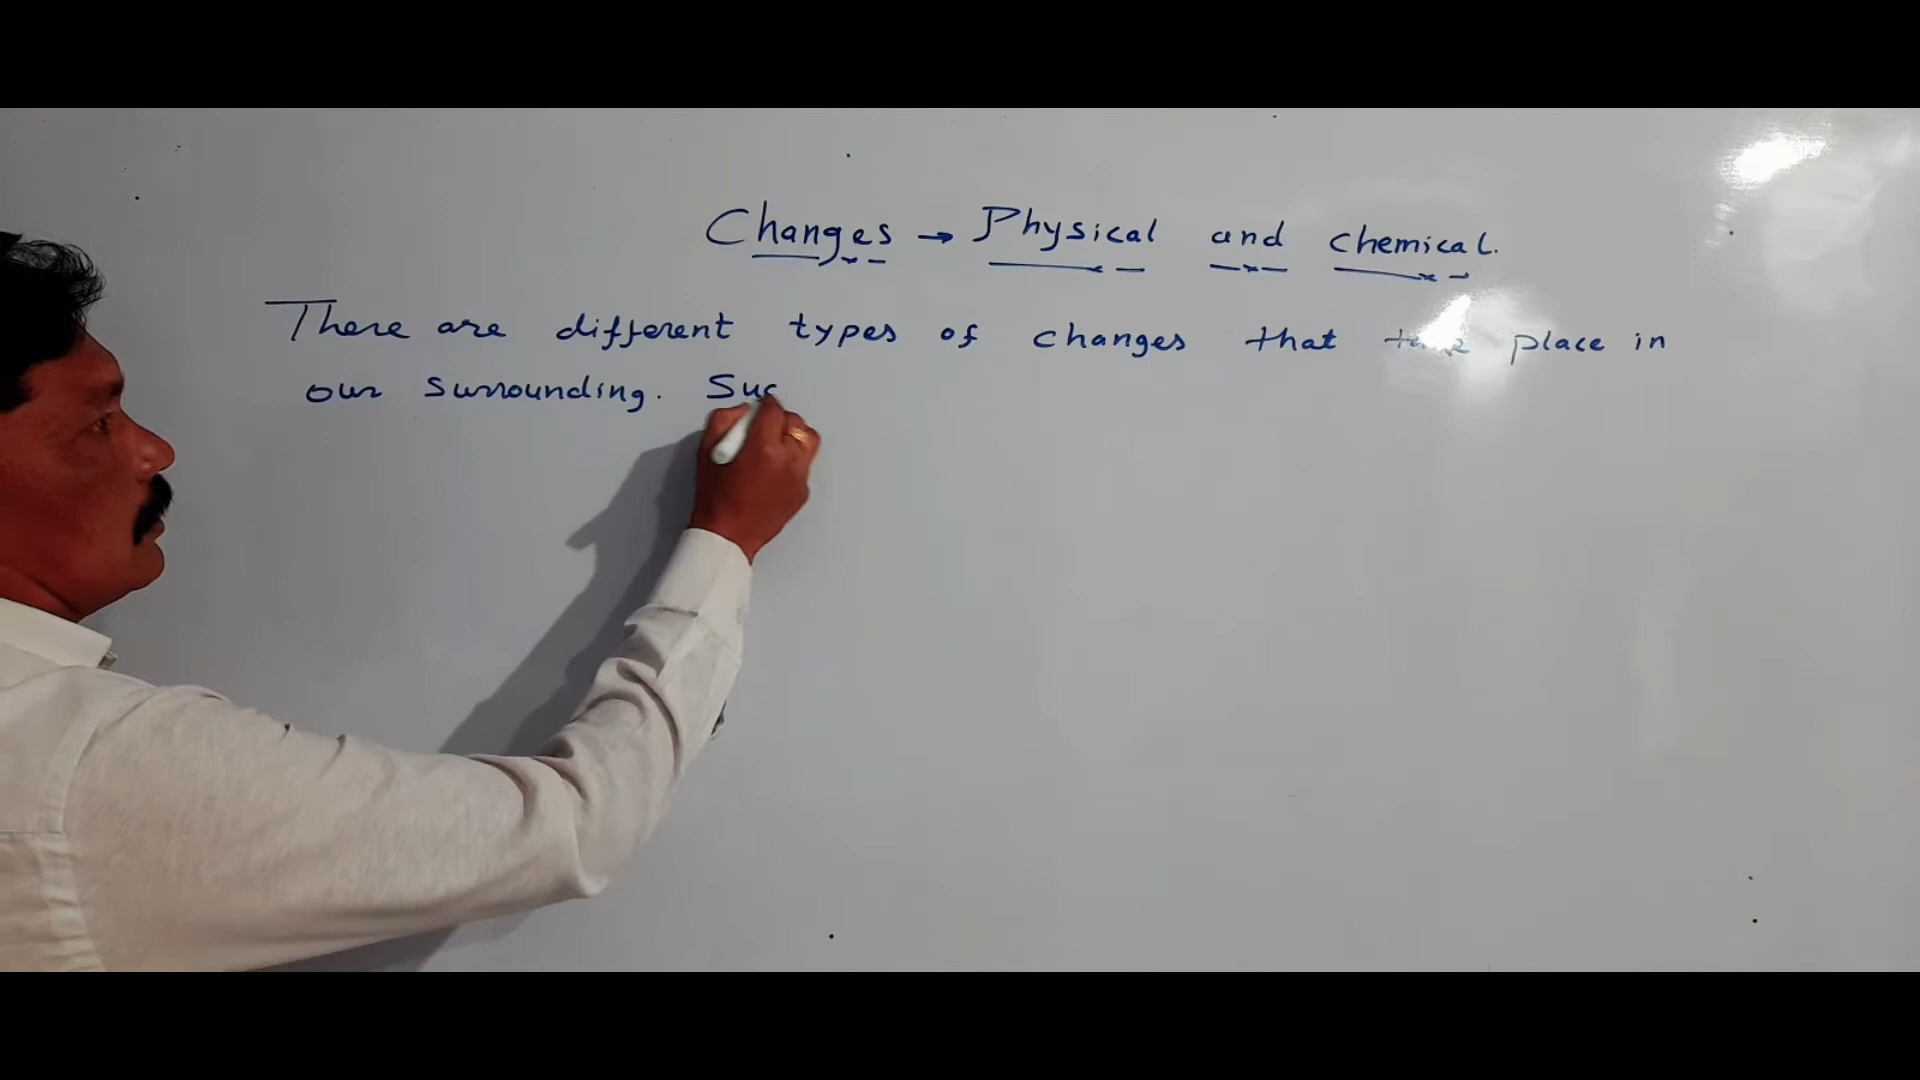 Changes → Physical and chemical.
There are different types of changes that take place in
our surrounding. Suc